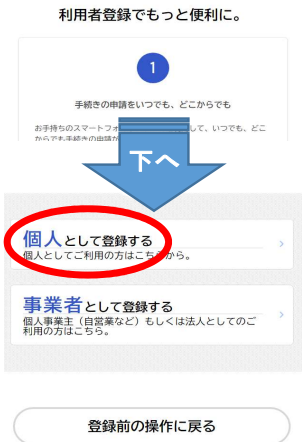 利用者登録でもっと便利に。
1
手続きの申請をいつでも、どこからでも
お手持ちのスマートフォ
して、いつでも、どこ
からでも手続きの申請が
下へ
個人として登録する
個人としてご利用の方はこちらから。
事業者として登録する
個人事業主（自営業など）もしくは法人としてのご
利用の方はこちら。
登録前の操作に戻る